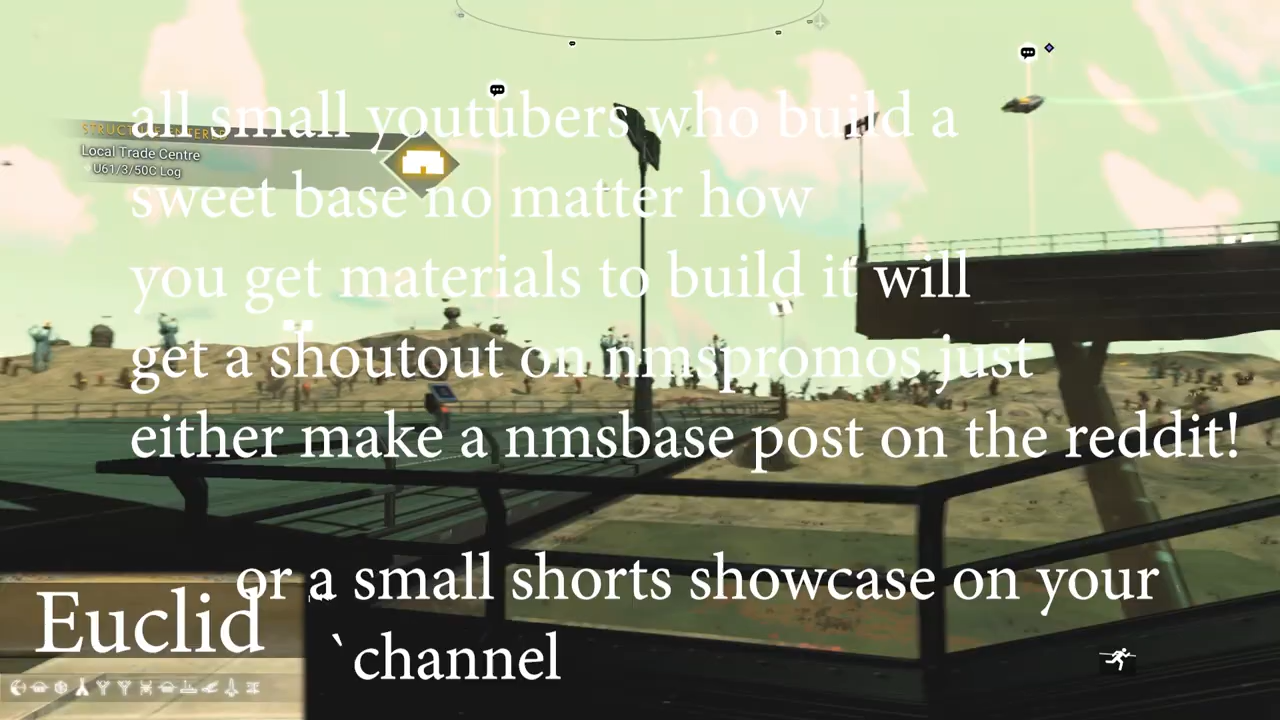 all small youtubers who build a
STRUCTURE ENTERED
Local Trade Centre
U61/3/50C Log
sweet base no matter how
you get materials to build it will
get a shoutout on nmspromos just
either make a nmsbase post on the reddit!
or a small shorts showcase on your
`channel
Euclid